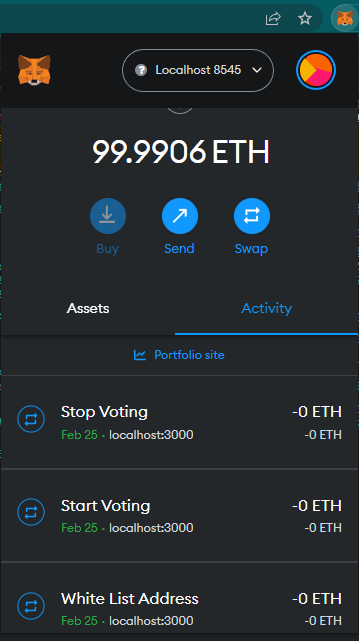 Localhost 8545
99.9906 ETH
Buy Send Swap
Assets Activity
Portfolio site
Stop Voting -0 ETH
Feb 25 · localhost:3000 -0 ETH
Start Voting -0 ETH
Feb 25 · localhost:3000 -0 ETH
White List Address -0 ETH
Feb 25 · localhost:3000 -0 ETH